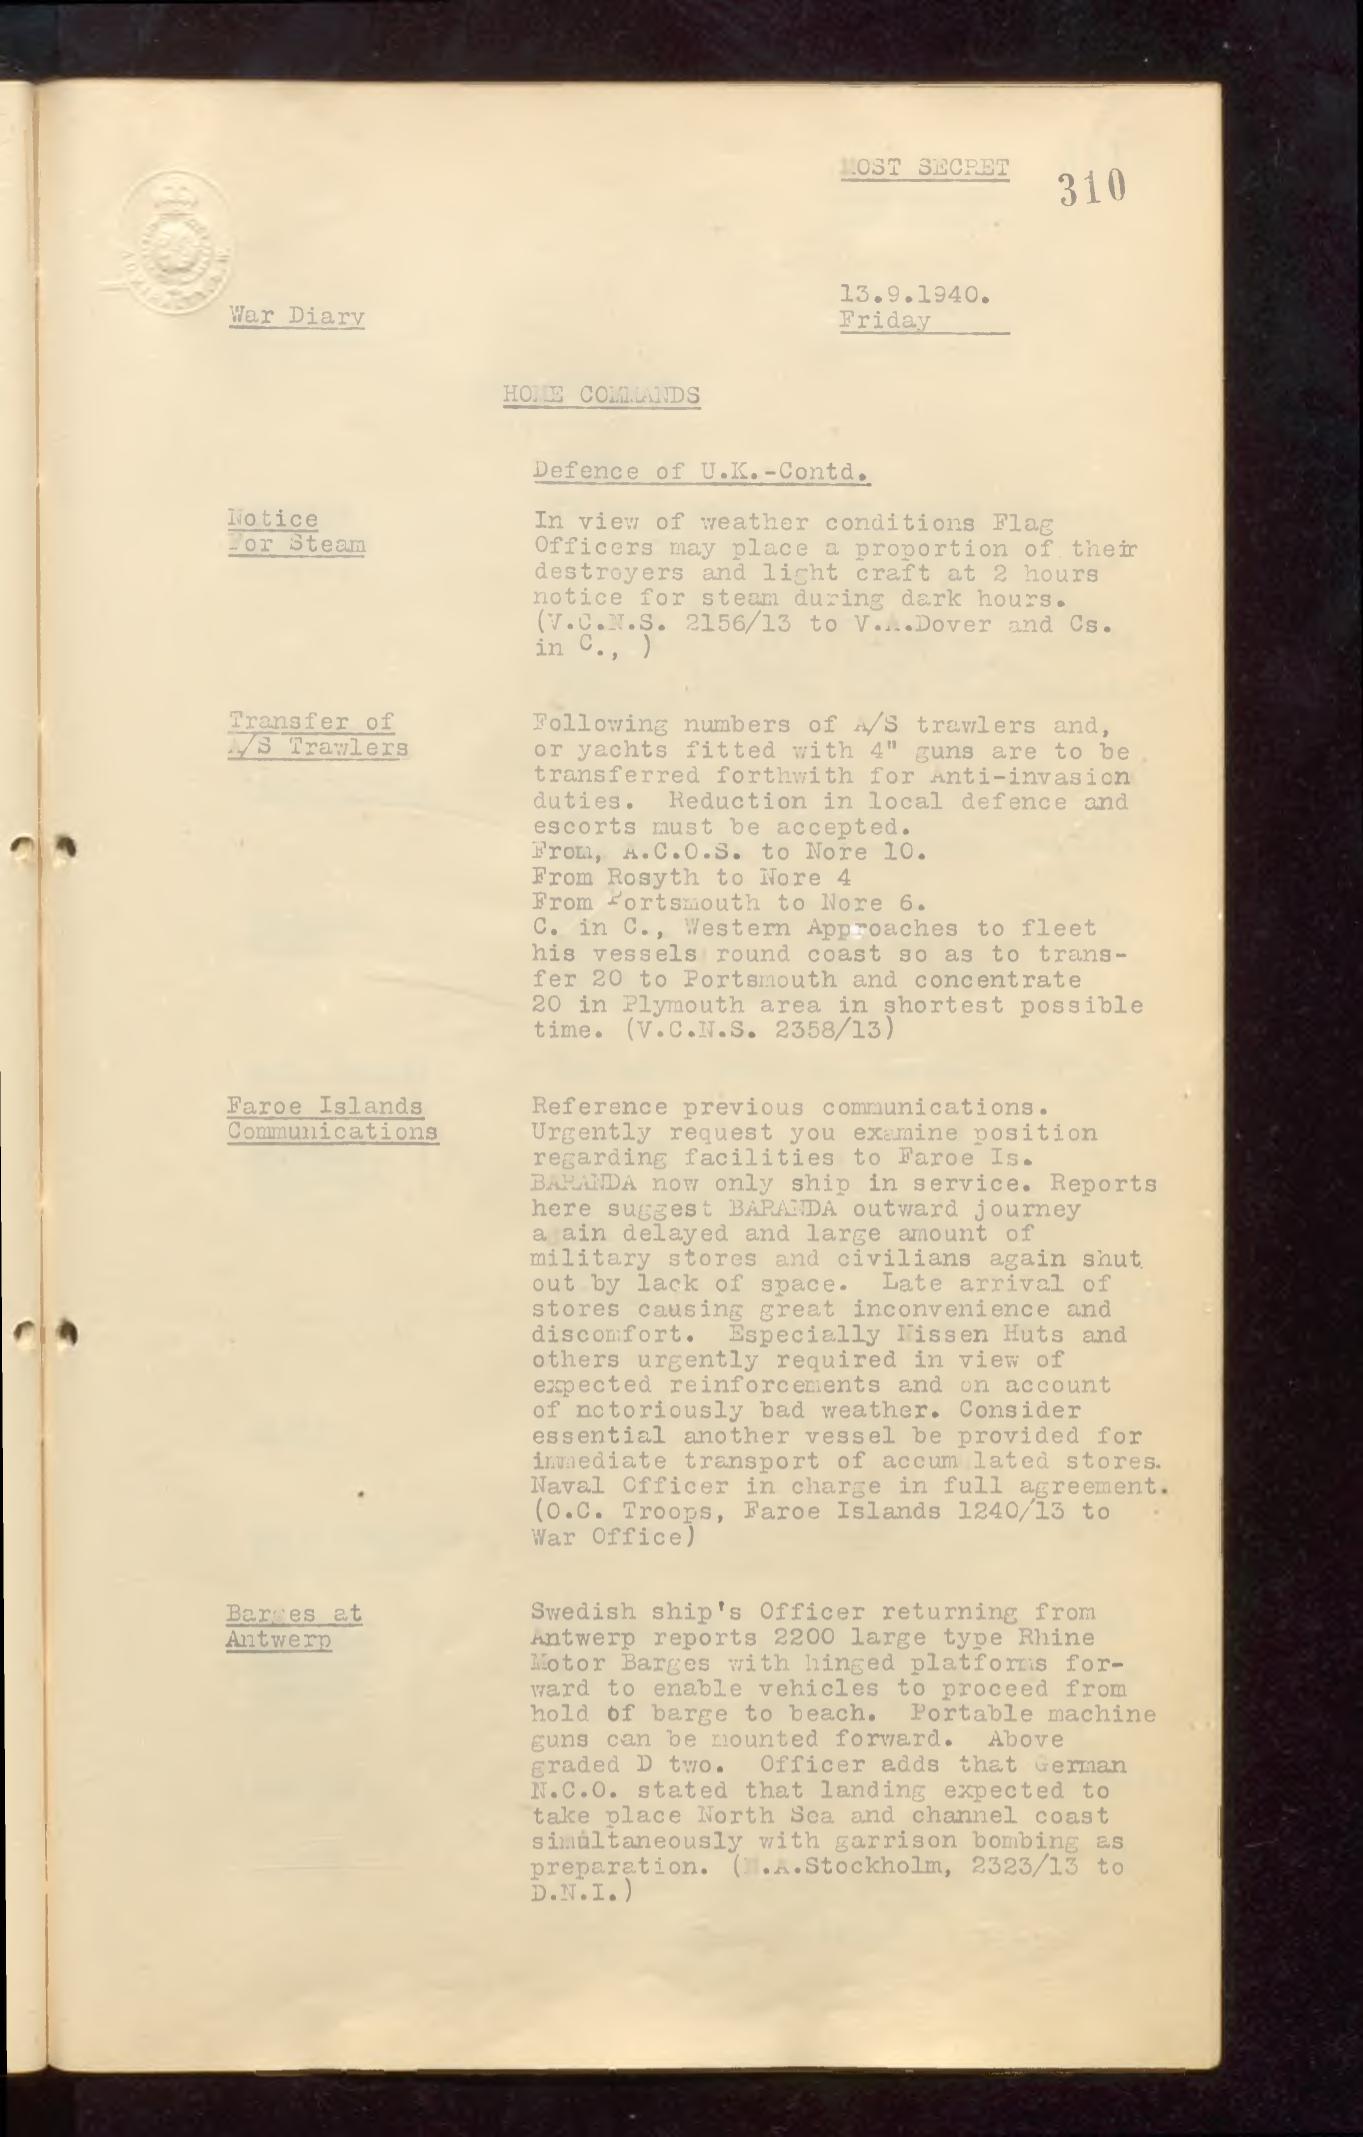 MOST SECRET
310
13.9.1940.
War Diary
Friday
HOME COMMANDS
Defence of U.K.-Contd.
Notice
For Steam
In view of weather conditions Flag
Officers may place a proportion of their
destroyers and light craft at 2 hours
notice for steam during dark hours.
(V.C.N.S. 2156/13 to V.A.Dover and Cs.
in C., )
Transfer of
A/S Trawlers
Following numbers of A/S trawlers and,
or yachts fitted with 4" guns are to be
transferred forthwith for Anti-invasion
duties. Reduction in local defence and
escorts must be accepted.
From, A.C.O.S. to Nore 10.
From Rosyth to Nore 4
From Portsmouth to Nore 6.
C. in C., Western Approaches to fleet
his vessels round coast so as to trans-
fer 20 to Portsmouth and concentrate
20 in Plymouth area in shortest possible
time. (V.C.N.S. 2358/13)
Faroe Islands
Communications
Reference previous communications.
Urgently request you examine position
regarding facilities to Faroe Is.
BARANDA now only ship in service. Reports
here suggest BARANDA outward journey
a ain delayed and large amount of
military stores and civilians again shut
out by lack of space. Late arrival of
stores causing great inconvenience and
discomfort. Especially Nissen Huts and
others urgently required in view of
expected reinforcements and on account
of notoriously bad weather. Consider
essential another vessel be provided for
immediate transport of accum lated stores.
Naval Officer in charge in full agreement.
(O.C. Troops, Faroe Islands 1240/13 to
War Office)
Barges at
Antwerp
Swedish ship's Officer returning from
Antwerp reports 2200 large type Rhine
Motor Barges with hinged platforms for-
ward to enable vehicles to proceed from
hold of barge to beach. Portable machine
guns can be mounted forward. Above
graded D two. Officer adds that German
N.C.O. stated that landing expected to
take place North Sea and channel coast
simultaneously with garrison bombing as
preparation. (N.A.Stockholm, 2323/13 to
D.N.I.)